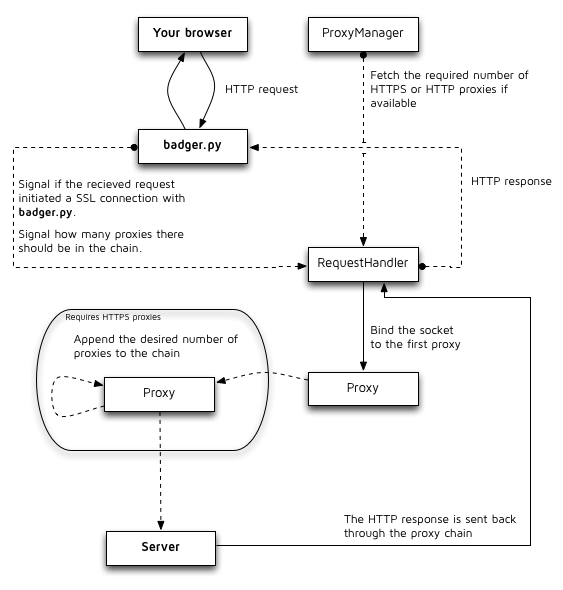 Your browser
ProxyManager
Fetch the required number of
HTTPS or HTTP proxies if
available
HTTP request
badger.py
HTTP response
Signal if the recieved request
initiated a SSL connection with
badger.py.
Signal how many proxies there
should be in the chain.
RequestHandler
Requires HTTPS proxies
Append the desired number of
proxies to the chain
Bind the socket
to the first proxy
Proxy
Proxy
The HTTP response is sent back
through the proxy chain
Server